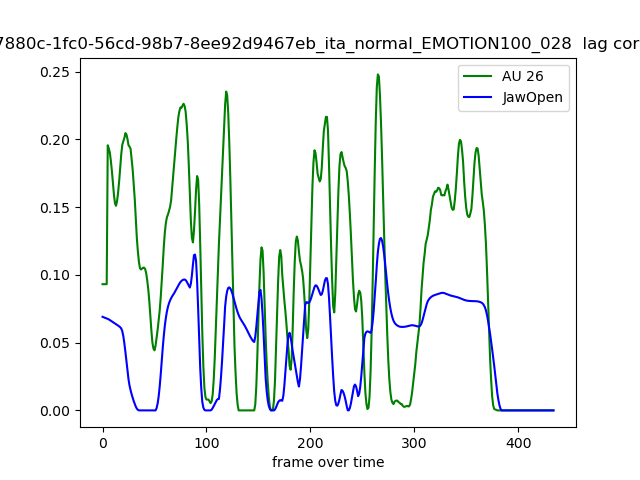 7880c-1fc0-56cd-98b7-8ee92d9467eb_ita_normal_EMOTION100_028 lag cor
0.25
0.20
0.15
0.10
0.05
0.00
AU 26
JawOpen
0 100 200 300 400
frame over time